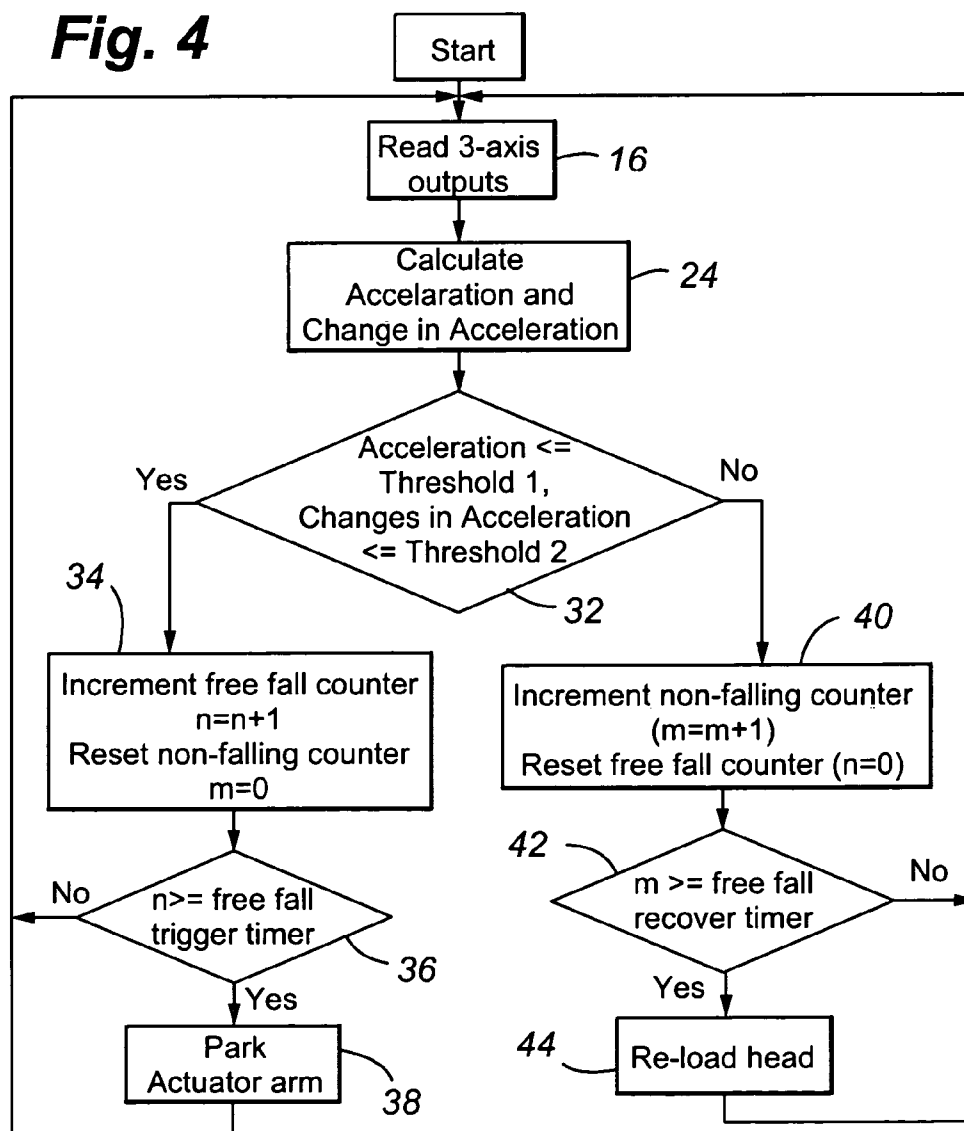 Fig. 4
Start
Read 3-axis
outputs
16
Calculate
Accelaration and
Change in Acceleration
24
Acceleration <=
Threshold 1,
Changes in Acceleration
<= Threshold 2
Yes
No
32
34
Increment free fall counter
n=n+1
Reset non-falling counter
m=0
40
Increment non-falling counter
(m=m+1)
Reset free fall counter (n=0)
No
n>= free fall
trigger timer
36
Yes
42
m >= free fall
recover timer
No
Yes
Park
Actuator arm
38
44
Re-load head